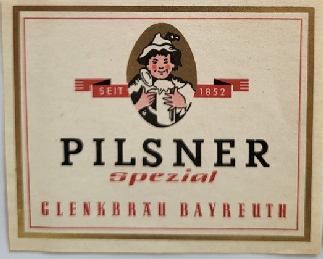 SEIT 1852
PILSNER
spezial
GLENKBRÄU BAYREUTH